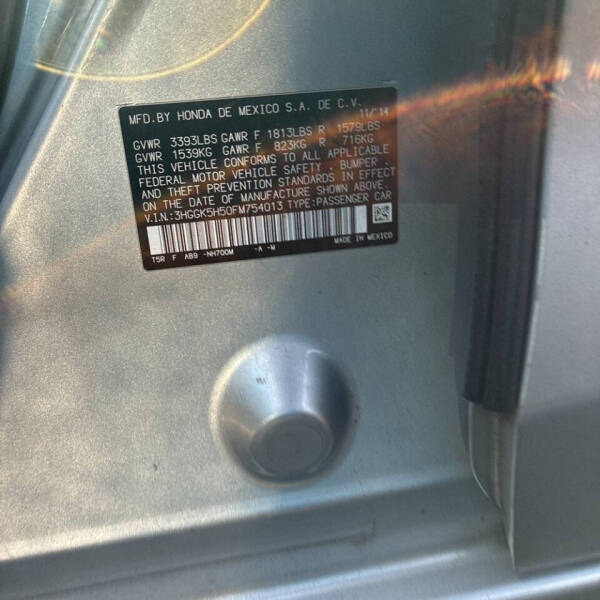 MFD.BY HONDA DE MEXICO S.A. DE C.V.
11/14
GVWR 3393LBS GAWR F 1813LBS R 1579LBS
GVWR 1539KG GAWR F 823KG R 716KG
THIS VEHICLE CONFORMS TO ALL APPLICABLE
FEDERAL MOTOR VEHICLE SAFETY , BUMPER ,
AND THEFT PREVENTION STANDARDS IN EFFECT
ON THE DATE OF MANUFACTURE SHOWN ABOVE.
V.I.N.:3HGGK5H50FM754013 TYPE:PASSENGER CAR
T5R F AB9 -NH700M -A -M MADE IN MEXICO